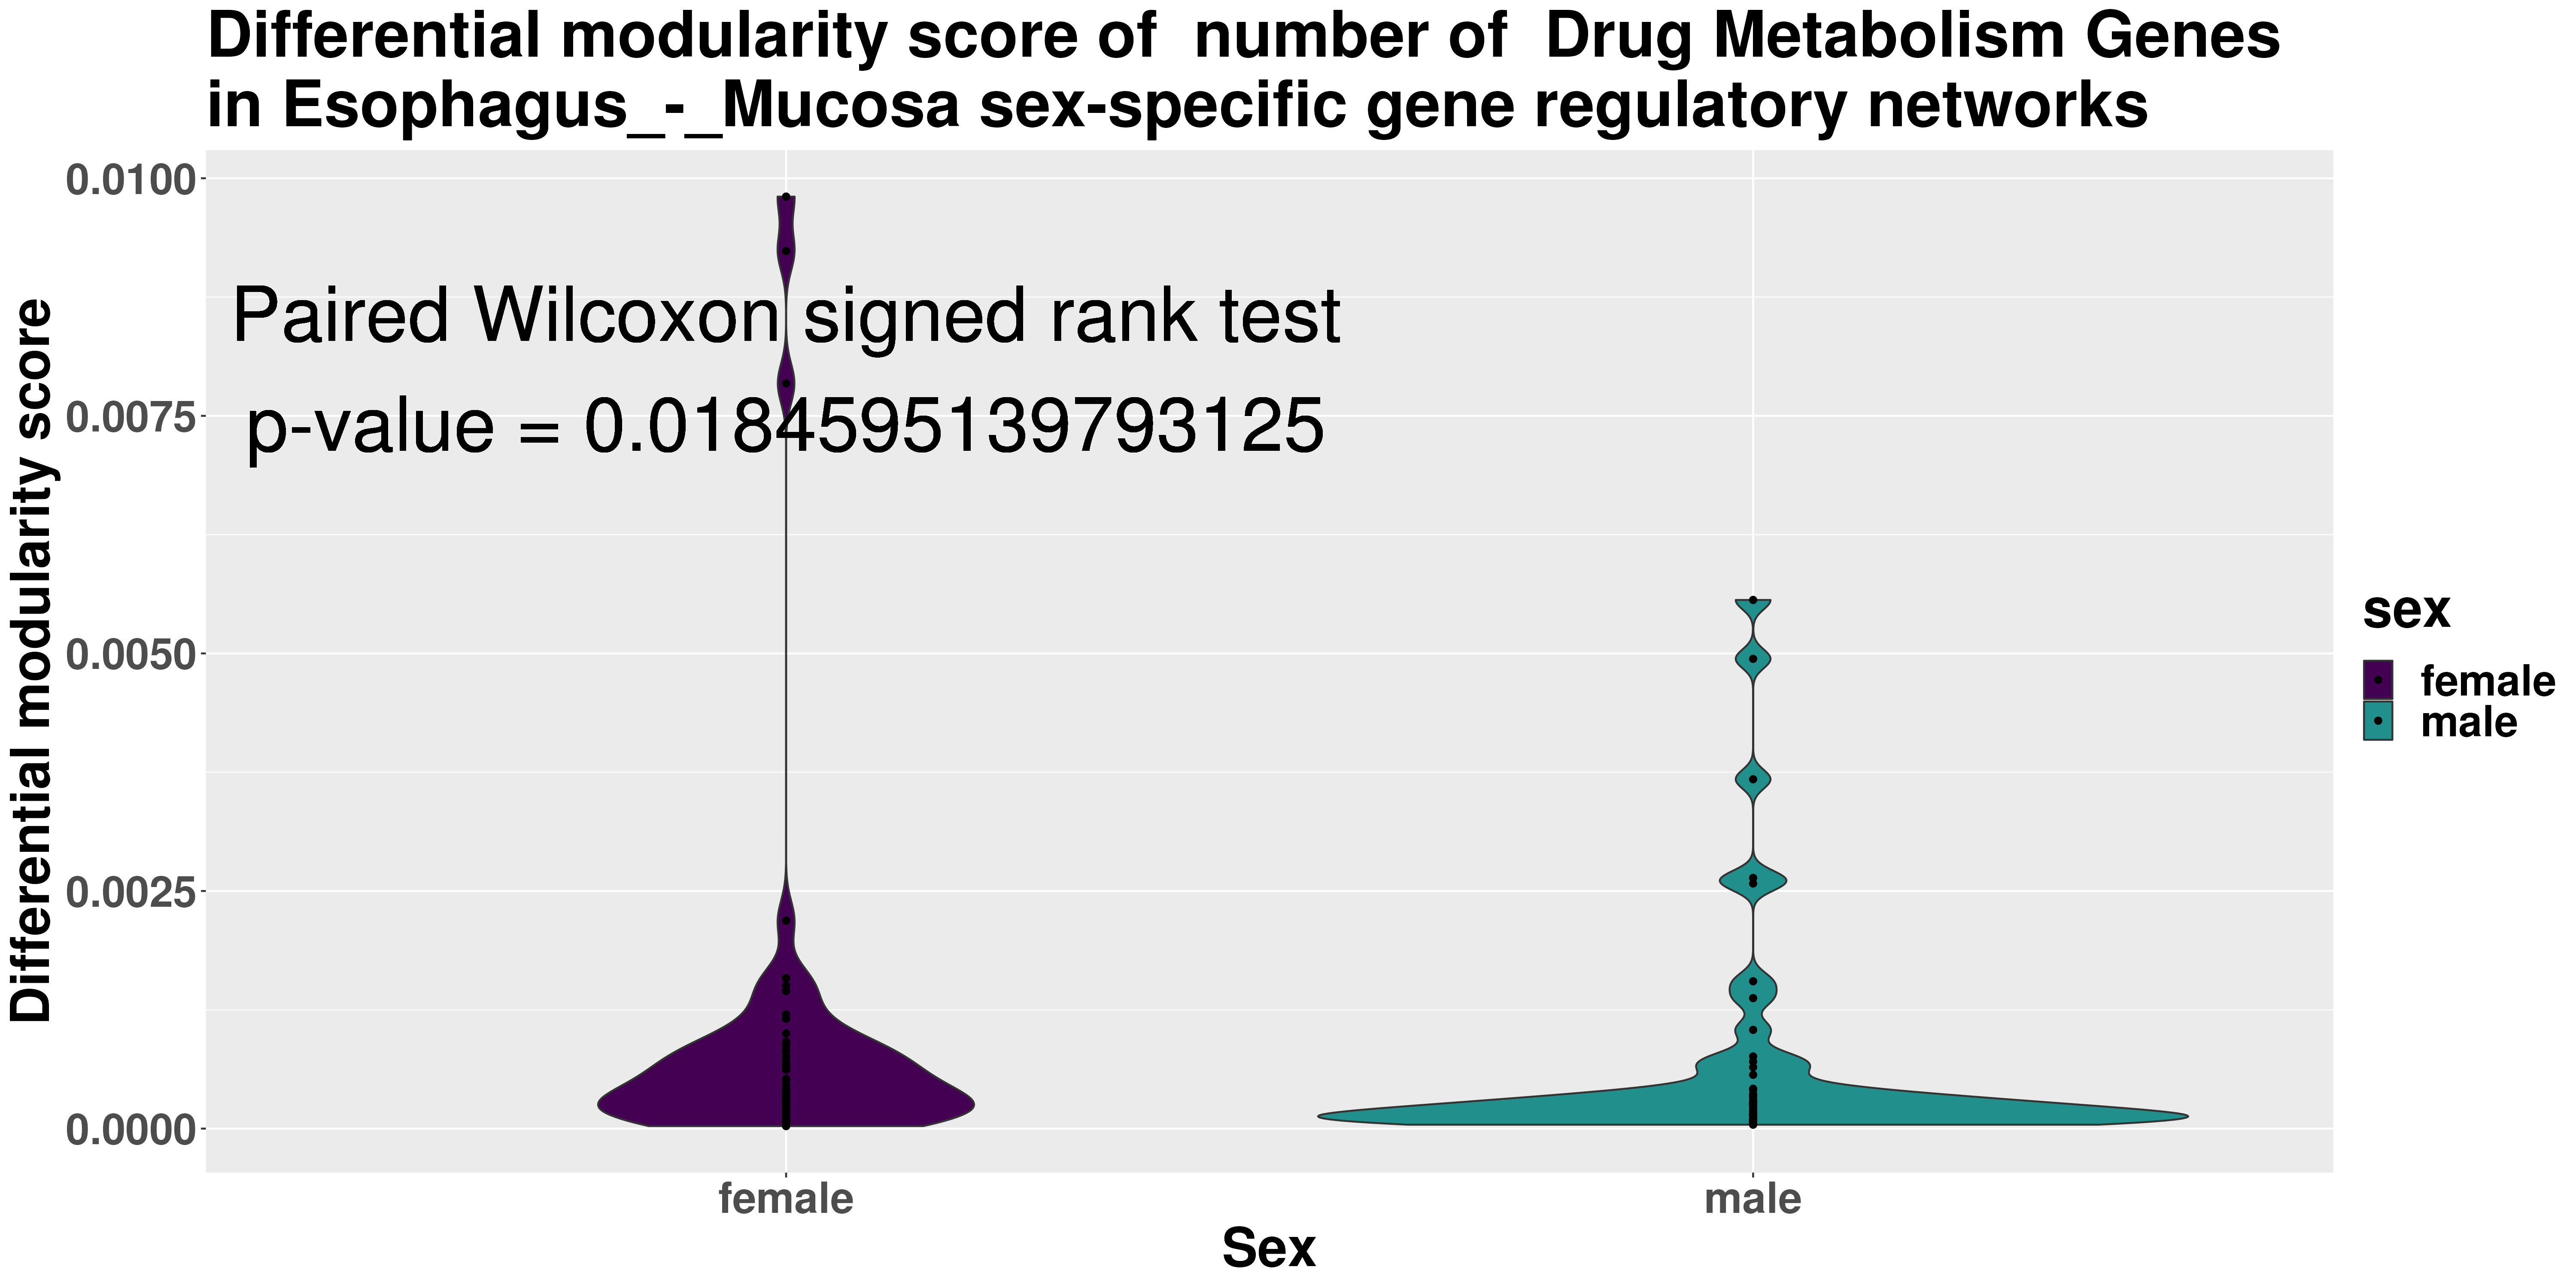 Differential modularity score of  number of  Drug Metabolism Genes
in Esophagus_-_Mucosa sex-specific gene regulatory networks
Differential modularity score
0.0100
0.0075
0.0050
0.0025
0.0000
Paired Wilcoxon signed rank test
p-value = 0.0184595139793125
female
male
Sex
sex
female
male